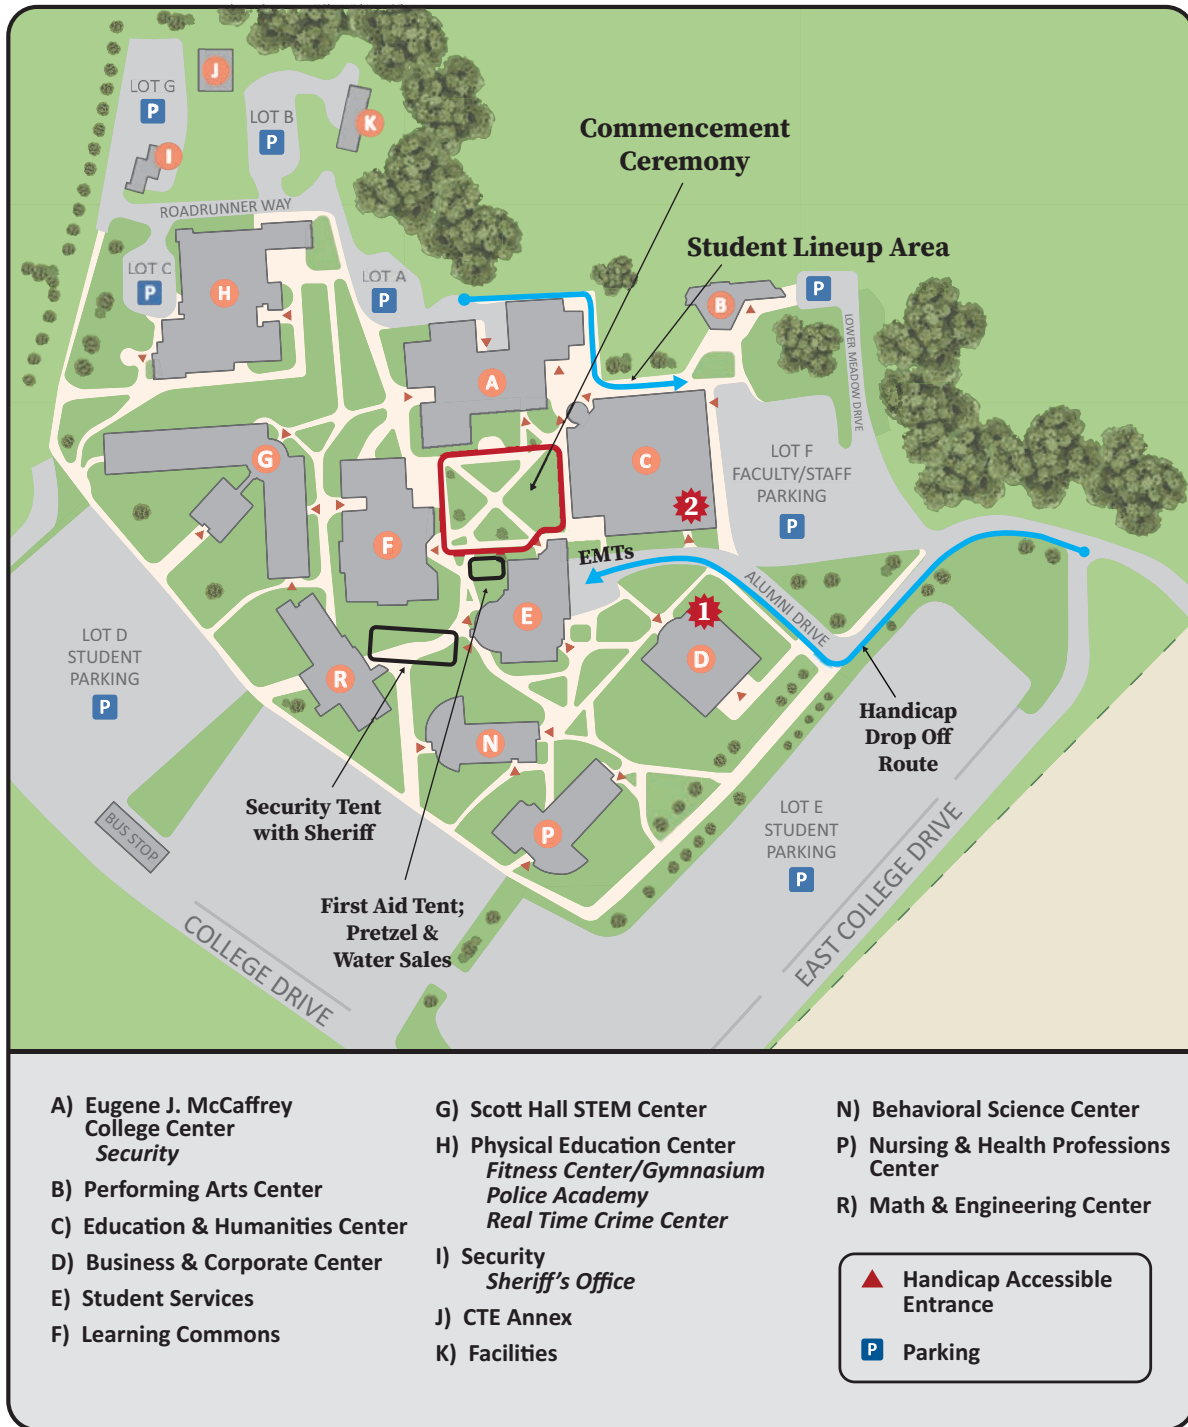 J
LOT G
P
LOT B
P
K
I
Commencement
Ceremony
ROADRUNNER WAY
Student Lineup Area
LOT C
P
H
LOT A
P
B
P
LOWER MEADOW DRIVE
A
G
C
LOT F
FACULTY/STAFF
PARKING
P
2
F
EMTs
ALUMNI DRIVE
1
E
D
LOT D
STUDENT
PARKING
P
R
N
Handicap
Drop Off
Route
Security Tent
with Sheriff
BUS STOP
P
LOT E
STUDENT
PARKING
P
First Aid Tent;
Pretzel &
Water Sales
COLLEGE DRIVE
EAST COLLEGE DRIVE
A) Eugene J. McCaffrey
College Center
Security
B) Performing Arts Center
C) Education & Humanities Center
D) Business & Corporate Center
E) Student Services
F) Learning Commons
G) Scott Hall STEM Center
H) Physical Education Center
Fitness Center/Gymnasium
Police Academy
Real Time Crime Center
I) Security
Sheriff's Office
J) CTE Annex
K) Facilities
N) Behavioral Science Center
P) Nursing & Health Professions
Center
R) Math & Engineering Center
Handicap Accessible
Entrance
P Parking